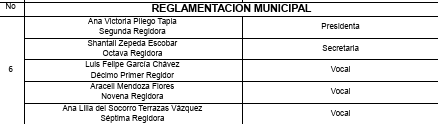 No REGLAMENTACIÓN MUNICIPAL
Ana Victoria Pliego Tapia
Segunda Regidora
Presidenta
Shantall Zepeda Escobar
Octava Regidora
Secretaria
6
Luis Felipe García Chávez
Décimo Primer Regidor
Vocal
Araceli Mendoza Flores
Novena Regidora
Vocal
Ana Lilia del Socorro Terrazas Vázquez
Séptima Regidora
Vocal